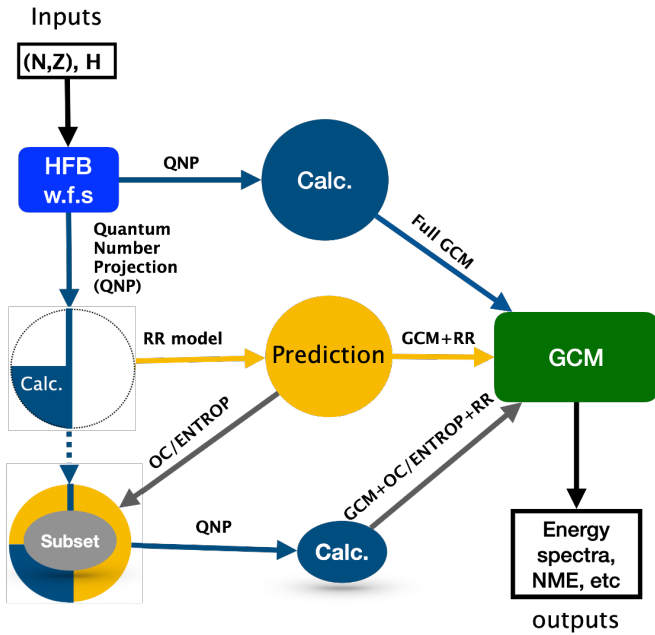 Inputs
(N,Z), H
HFB
w.f.s
QNP
Calc.
Full GCM
Quantum
Number
Projection
(QNP)
Calc.
RR model
Prediction
GCM+RR
GCM
OC/ENTROP
GCM+OC/ENTROP+RR
Subset
QNP
Calc.
Energy
spectra,
NME, etc
outputs